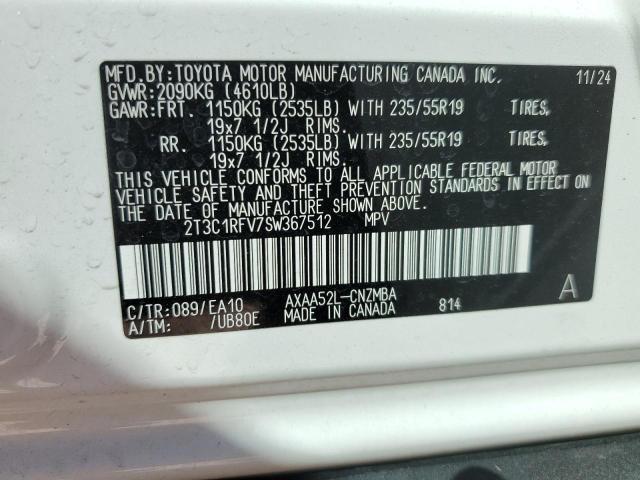 MFD.BY:TOYOTA MOTOR MANUFACTURING CANADA INC. 11/24
GVWR:2090KG (4610LB)
GAWR:FRT. 1150KG (2535LB) WITH 235/55R19 TIRES,
19x7 1/2J RIMS.
RR. 1150KG (2535LB) WITH 235/55R19 TIRES,
19x7 1/2J RIMS.
THIS VEHICLE CONFORMS TO ALL APPLICABLE FEDERAL MOTOR
VEHICLE SAFETY AND THEFT PREVENTION STANDARDS IN EFFECT ON
THE DATE OF MANUFACTURE SHOWN ABOVE.
2T3C1RFV7SW367512 MPV
C/TR:089/EA10 AXAA52L-CNZMBA A
A/TM: /UB80E MADE IN CANADA 814